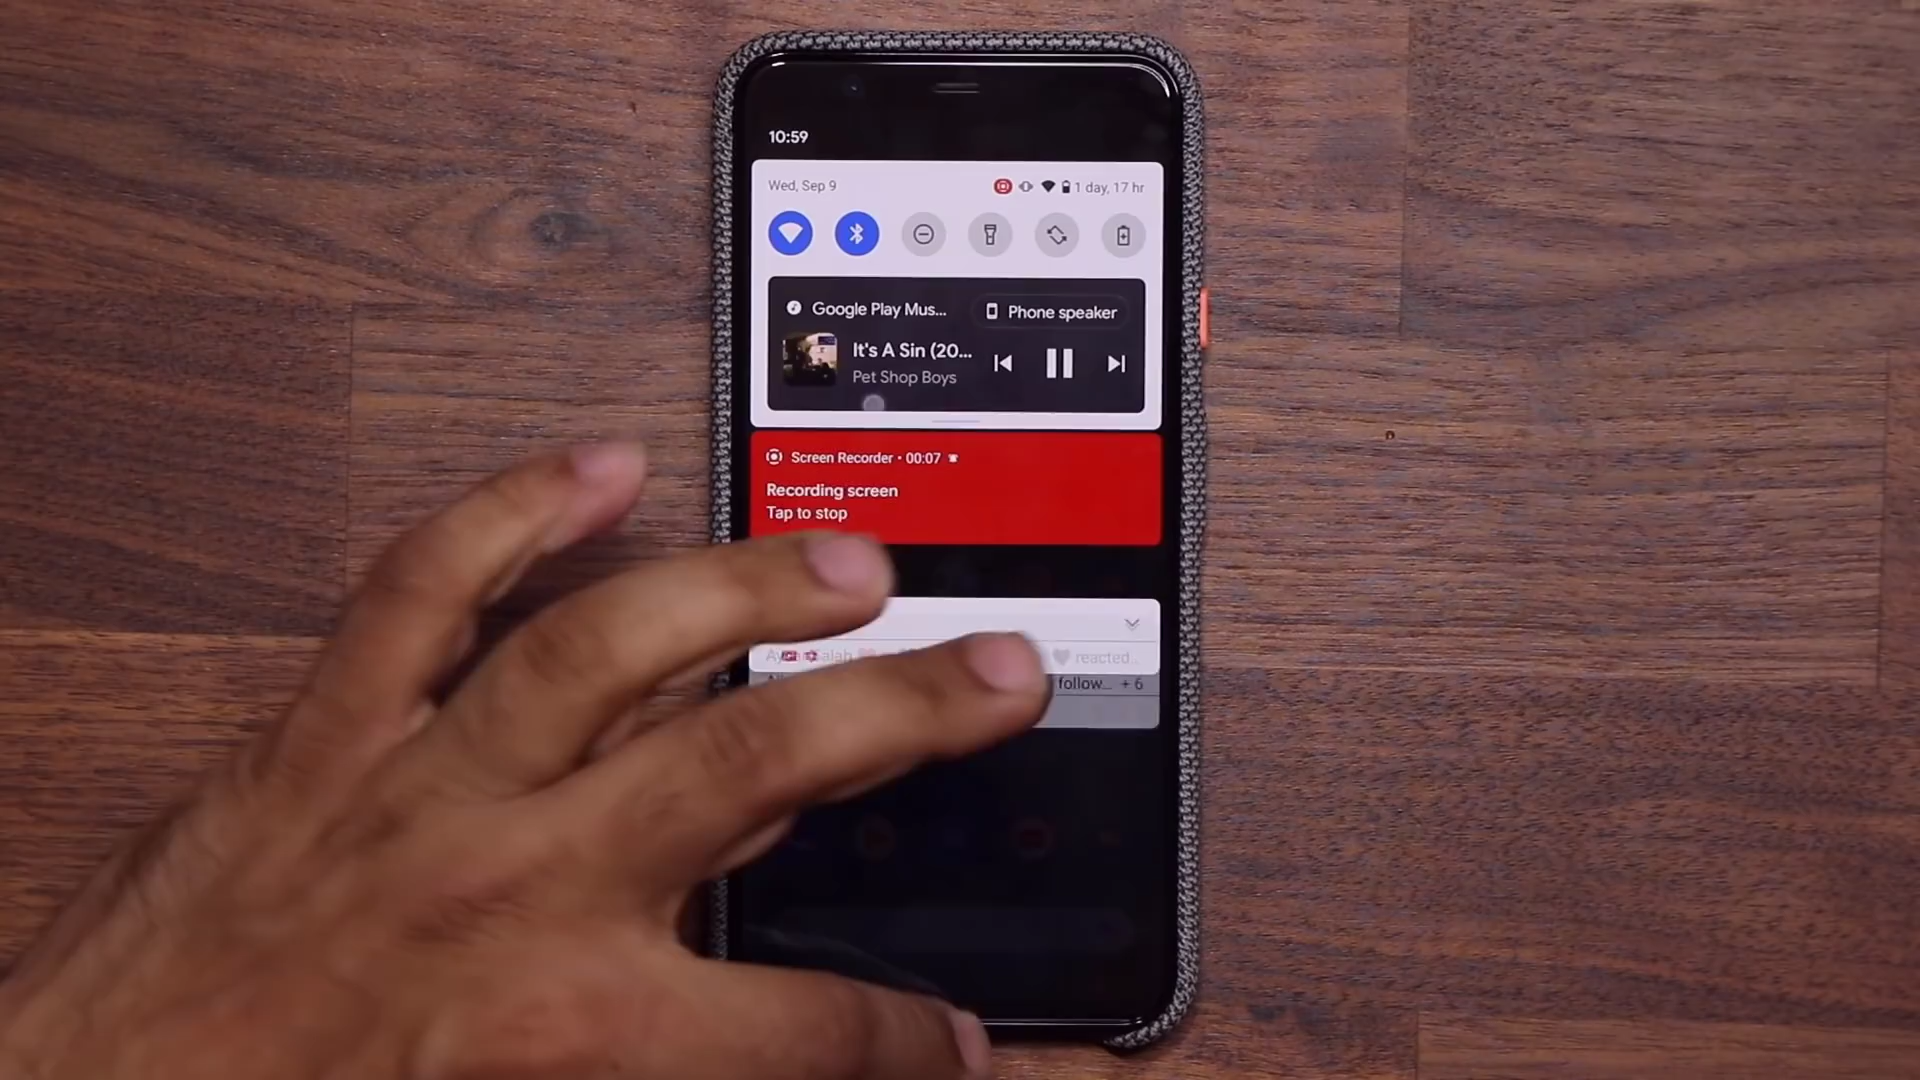 10:59
Wed, Sep 9
1 day, 17 hr
Google Play Mus...
Phone speaker
It's A Sin (20...
Pet Shop Boys
Screen Recorder • 00:07
Recording screen
Tap to stop
reacted...
follow... + 6